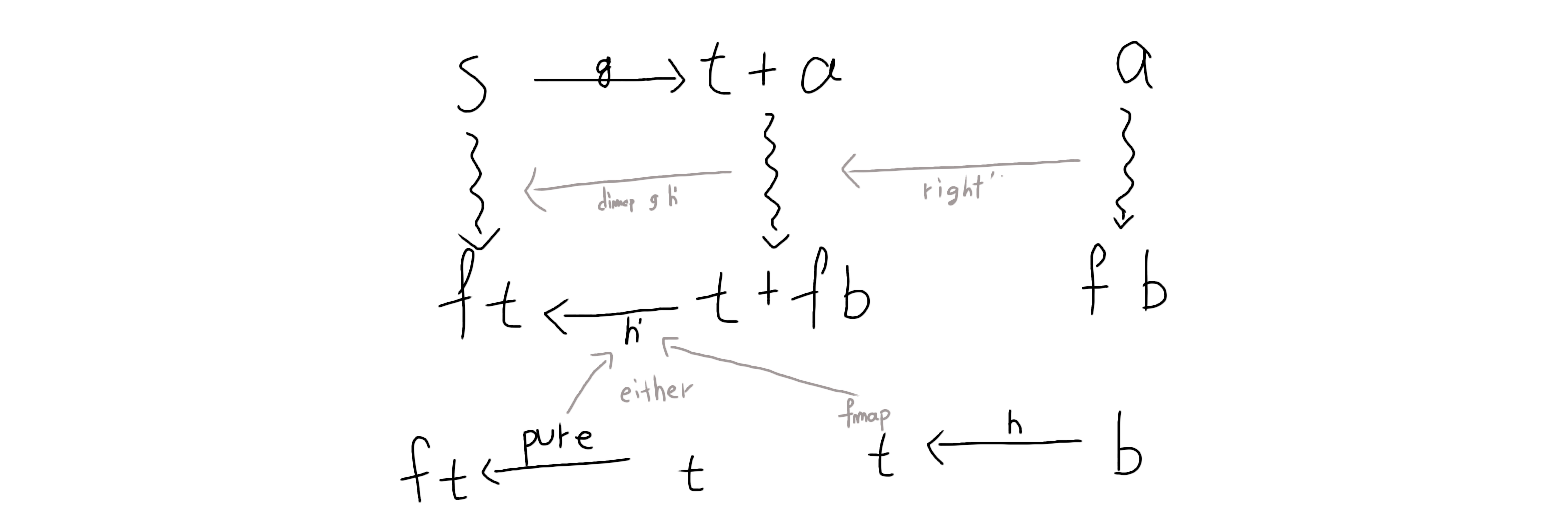 s g t + a a
dimap g h' right'
f t h' t + f b f b
either
fmap
f t pure t t h b